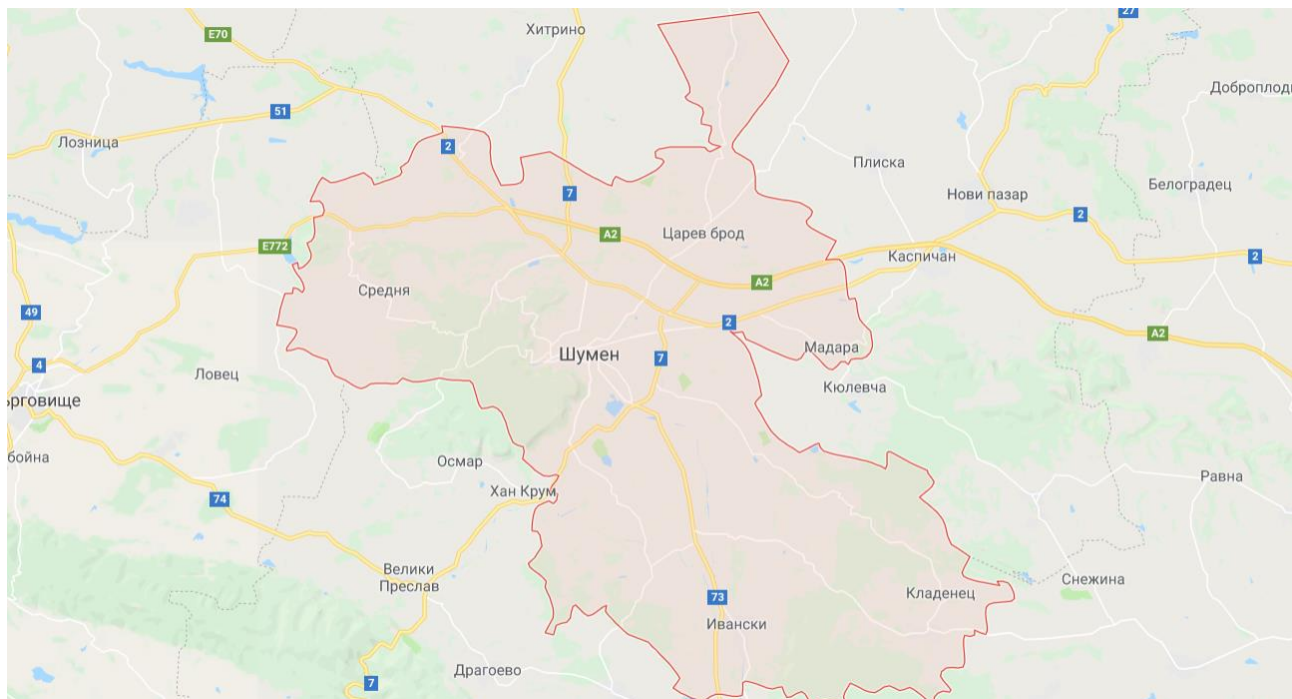 27
Хитрино
E70
Доброплодн
51
Лозница
2
Плиска
Белоградец
7
Нови пазар
2
Царев брод
A2
E772
Каспичан
2
A2
Средня
49
2
A2
Мадара
Шумен
7
4
Ловец
Кюлевча
ърговище
бойна
Осмар
Равна
Хан Крум
74
Велики
Преслав
Снежина
73
Кладенец
Ивански
Драгоево
7